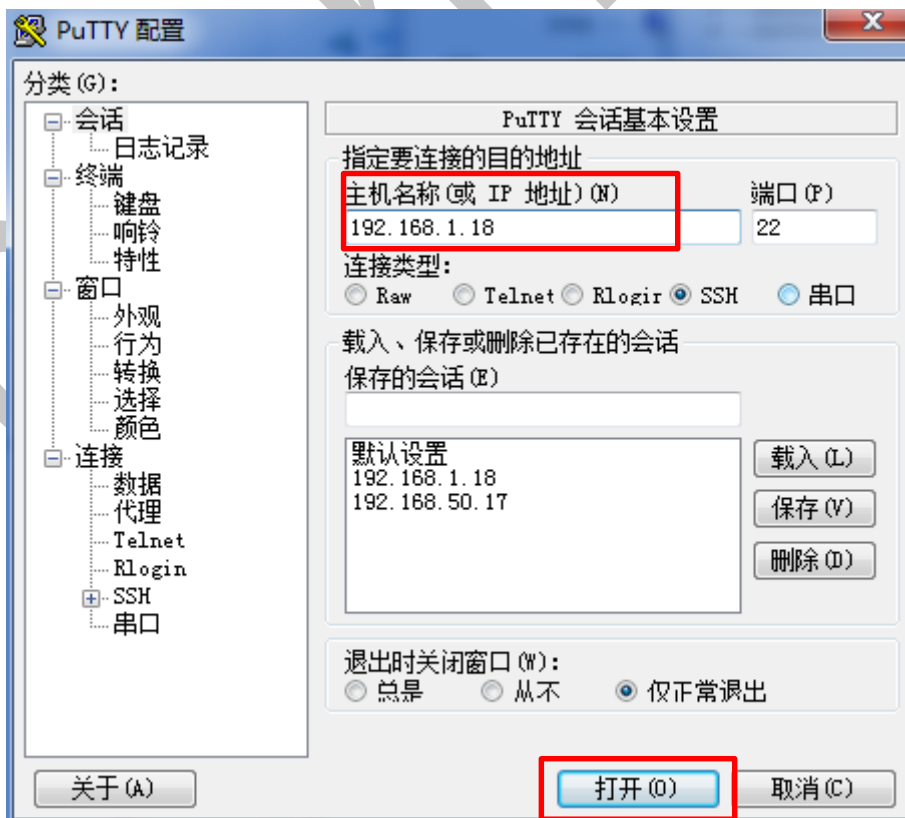 PuTTY 配置
分类(G):
会话
日志记录
终端
键盘
响铃
特性
窗口
外观
行为
转换
选择
颜色
连接
数据
代理
Telnet
Rlogin
SSH
串口
PuTTY 会话基本设置
指定要连接的目的地址
主机名称(或 IP 地址)(N) 端口(P)
192.168.1.18 22
连接类型:
Raw Telnet Rlogir SSH 串口
载入、保存或删除已存在的会话
保存的会话(E)
默认设置
192.168.1.18
192.168.50.17
载入(L)
保存(V)
删除(D)
退出时关闭窗口(W):
总是 从不 仅正常退出
关于(A) 打开(O) 取消(C)